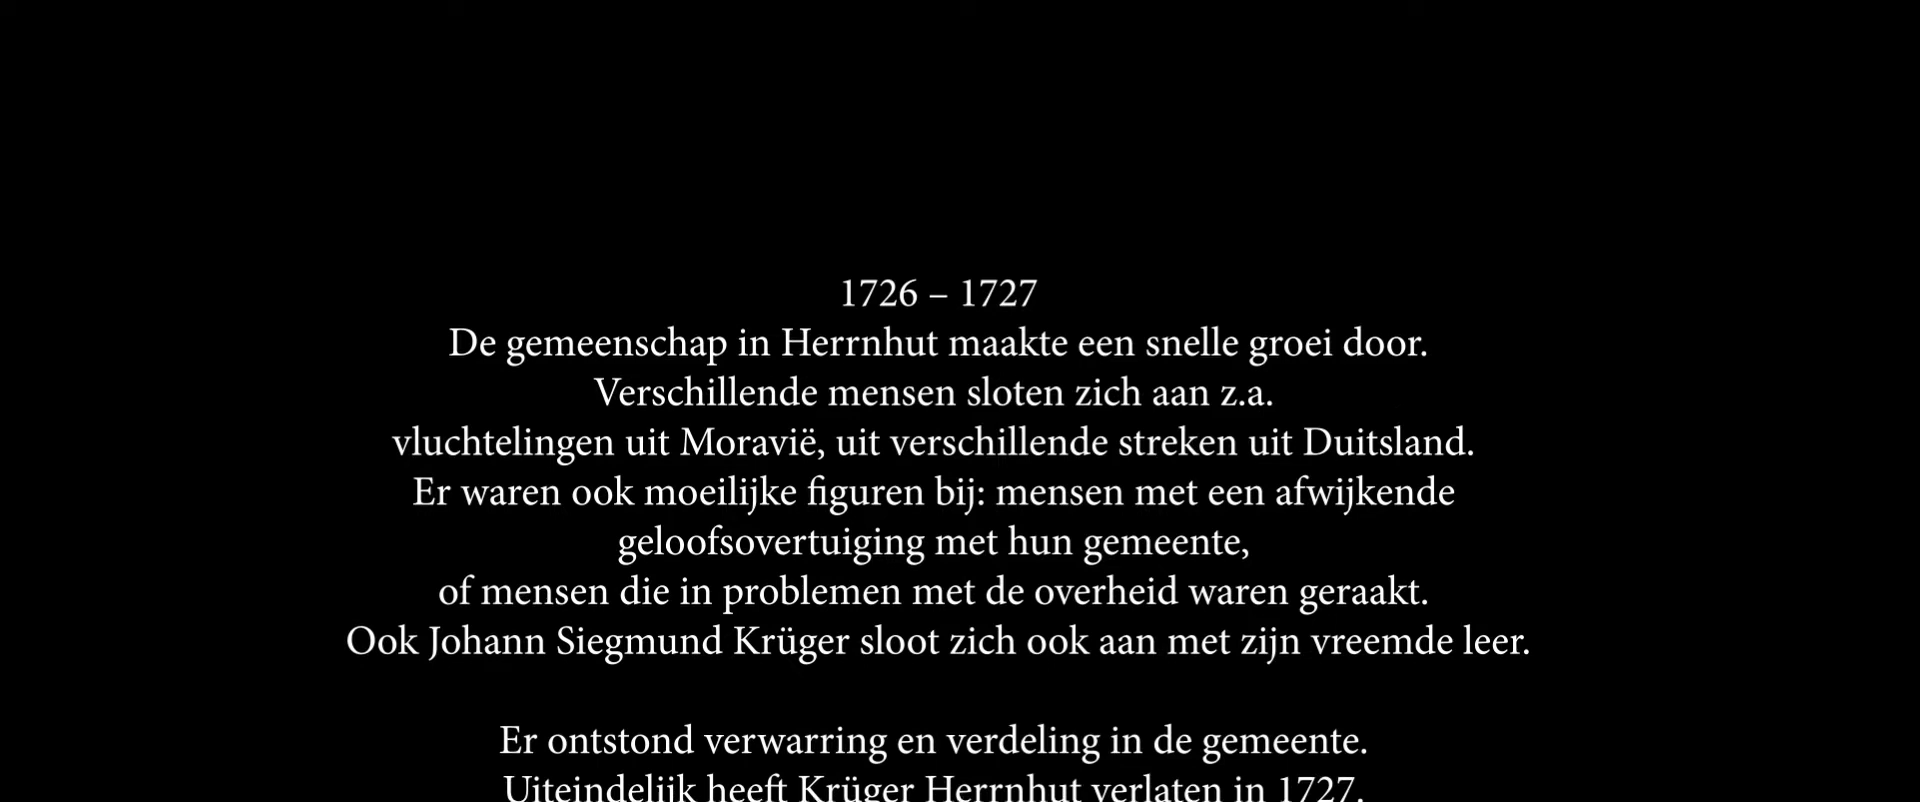 1726 – 1727
De gemeenschap in Herrnhut maakte een snelle groei door.
Verschillende mensen sloten zich aan z.a.
vluchtelingen uit Moravië, uit verschillende streken uit Duitsland.
Er waren ook moeilijke figuren bij: mensen met een afwijkende
geloofsovertuiging met hun gemeente,
of mensen die in problemen met de overheid waren geraakt.
Ook Johann Siegmund Krüger sloot zich ook aan met zijn vreemde leer.
Er ontstond verwarring en verdeling in de gemeente.
Uiteindelijk heeft Krüger Herrnhut verlaten in 1727.